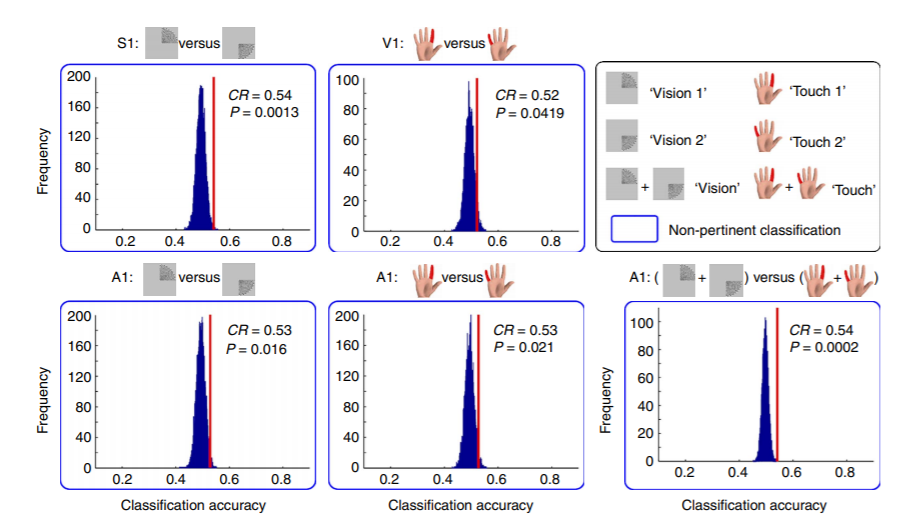 S1: versus
V1: versus
200
160
120
80
40
0
Frequency
CR = 0.54
P = 0.0013
0.2 0.4 0.6 0.8
100
80
60
40
20
0
CR = 0.52
P = 0.0419
0.2 0.4 0.6 0.8
'Vision 1' 'Touch 1'
'Vision 2' 'Touch 2'
+ 'Vision' + 'Touch'
Non-pertinent classification
A1: versus
A1: versus
A1: ( + ) versus ( + )
200
160
120
80
40
0
Frequency
CR = 0.53
P = 0.016
0.2 0.4 0.6 0.8
Classification accuracy
200
160
120
80
40
0
CR = 0.53
P = 0.021
0.2 0.4 0.6 0.8
100
80
60
40
20
0
Frequency
CR = 0.54
P = 0.0002
0.2 0.4 0.6 0.8
Classification accuracy